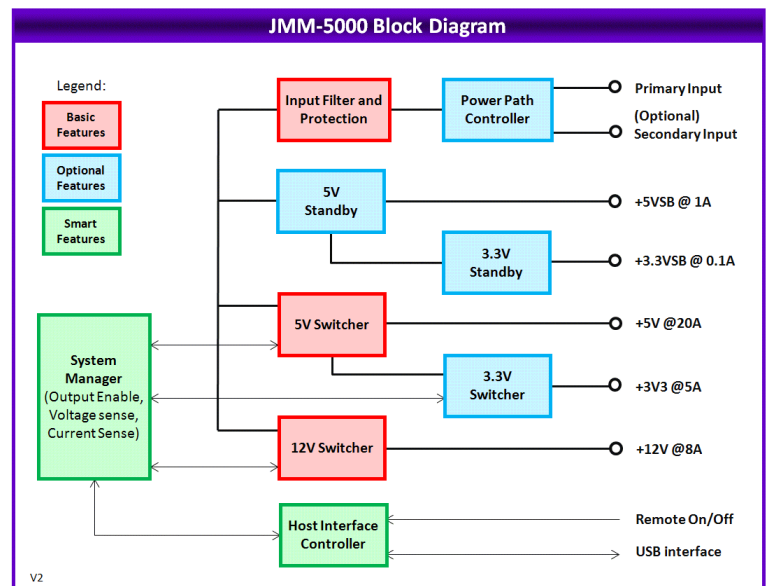 JMM-5000 Block Diagram
Legend:
Basic
Features
Optional
Features
Smart
Features
Input Filter and
Protection
Power Path
Controller
Primary Input
(Optional)
Secondary Input
5V
Standby
+5VSB @ 1A
3.3V
Standby
+3.3VSB @ 0.1A
5V Switcher
+5V @20A
System
Manager
(Output Enable,
Voltage sense,
Current Sense)
3.3V
Switcher
+3V3 @5A
12V Switcher
+12V @8A
Host Interface
Controller
Remote On/Off
USB interface
V2